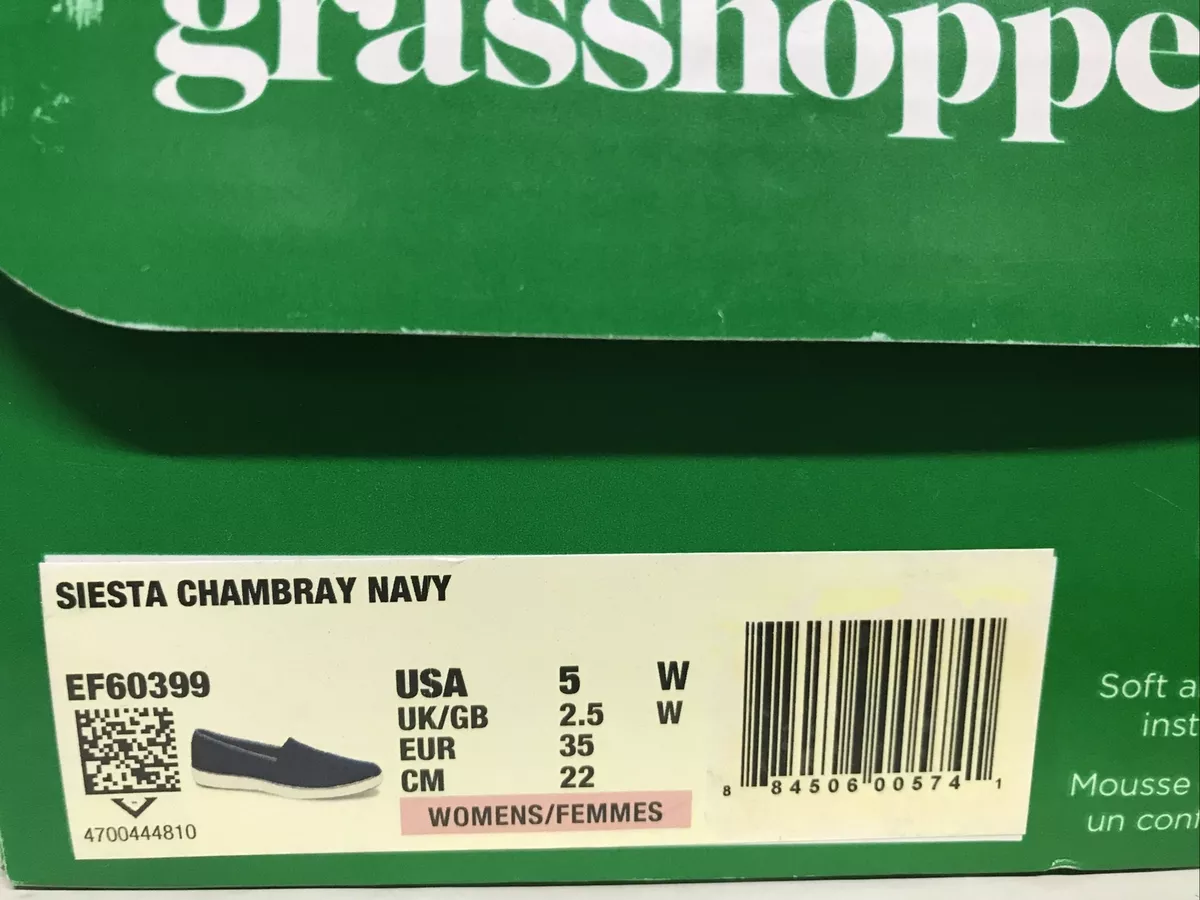 grasshoppe
SIESTA CHAMBRAY NAVY
EF60399
USA 5 W
UK/GB 2.5 W
EUR 35
CM 22
WOMENS/FEMMES
4700444810
8 84506 00574 1
Soft a
inst
Mousse
un conf